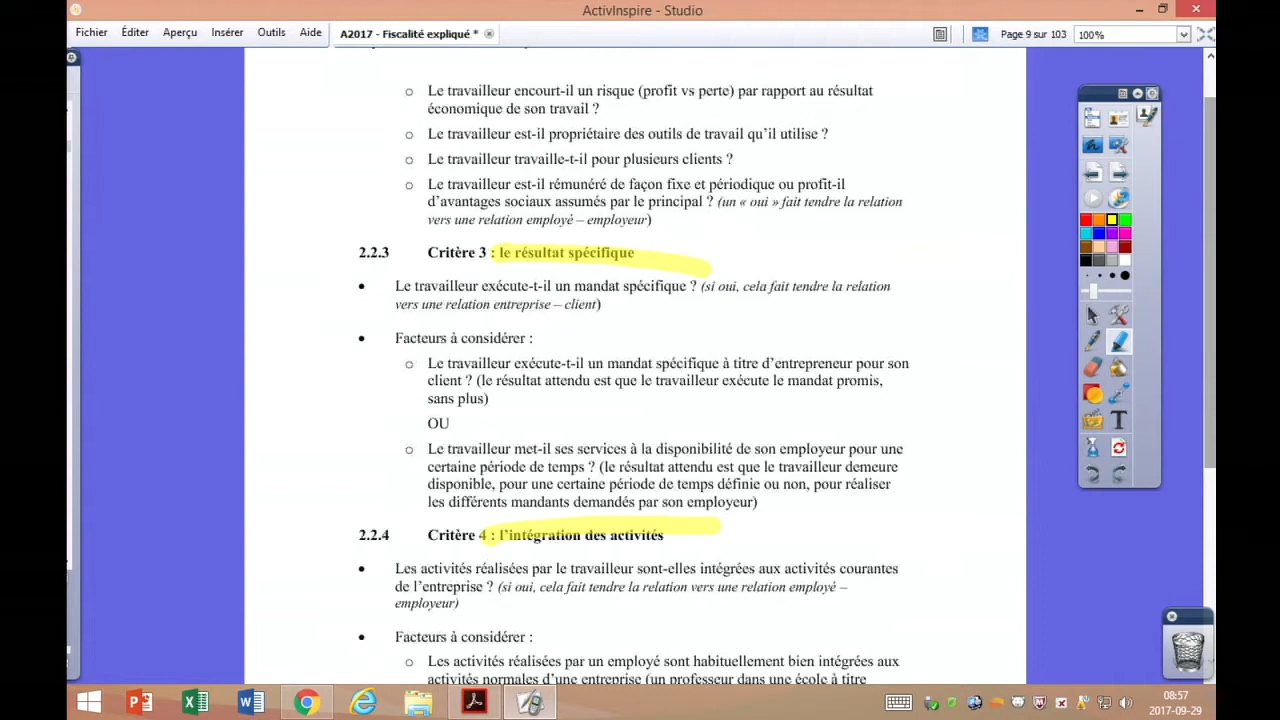 ActivInspire - Studio
Fichier Éditer Aperçu Insérer Outils Aide
A2017 - Fiscalité expliqué *
Page 9 sur 103
100%
o Le travailleur encourt-il un risque (profit vs perte) par rapport au résultat
économique de son travail ?
o Le travailleur est-il propriétaire des outils de travail qu’il utilise ?
o Le travailleur travaille-t-il pour plusieurs clients ?
o Le travailleur est-il rémunéré de façon fixe et périodique ou profit-il
d’avantages sociaux assumés par le principal ? (un « oui » fait tendre la relation
vers une relation employé – employeur)
2.2.3 Critère 3 : le résultat spécifique
• Le travailleur exécute-t-il un mandat spécifique ? (si oui, cela fait tendre la relation
vers une relation entreprise – client)
• Facteurs à considérer :
o Le travailleur exécute-t-il un mandat spécifique à titre d’entrepreneur pour son
client ? (le résultat attendu est que le travailleur exécute le mandat promis,
sans plus)
OU
o Le travailleur met-il ses services à la disponibilité de son employeur pour une
certaine période de temps ? (le résultat attendu est que le travailleur demeure
disponible, pour une certaine période de temps définie ou non, pour réaliser
les différents mandants demandés par son employeur)
2.2.4 Critère 4 : l’intégration des activités
• Les activités réalisées par le travailleur sont-elles intégrées aux activités courantes
de l’entreprise ? (si oui, cela fait tendre la relation vers une relation employé –
employeur)
• Facteurs à considérer :
o Les activités réalisées par un employé sont habituellement bien intégrées aux
activités normales d’une entreprise (un professeur dans une école à titre
08:57
2017-09-29